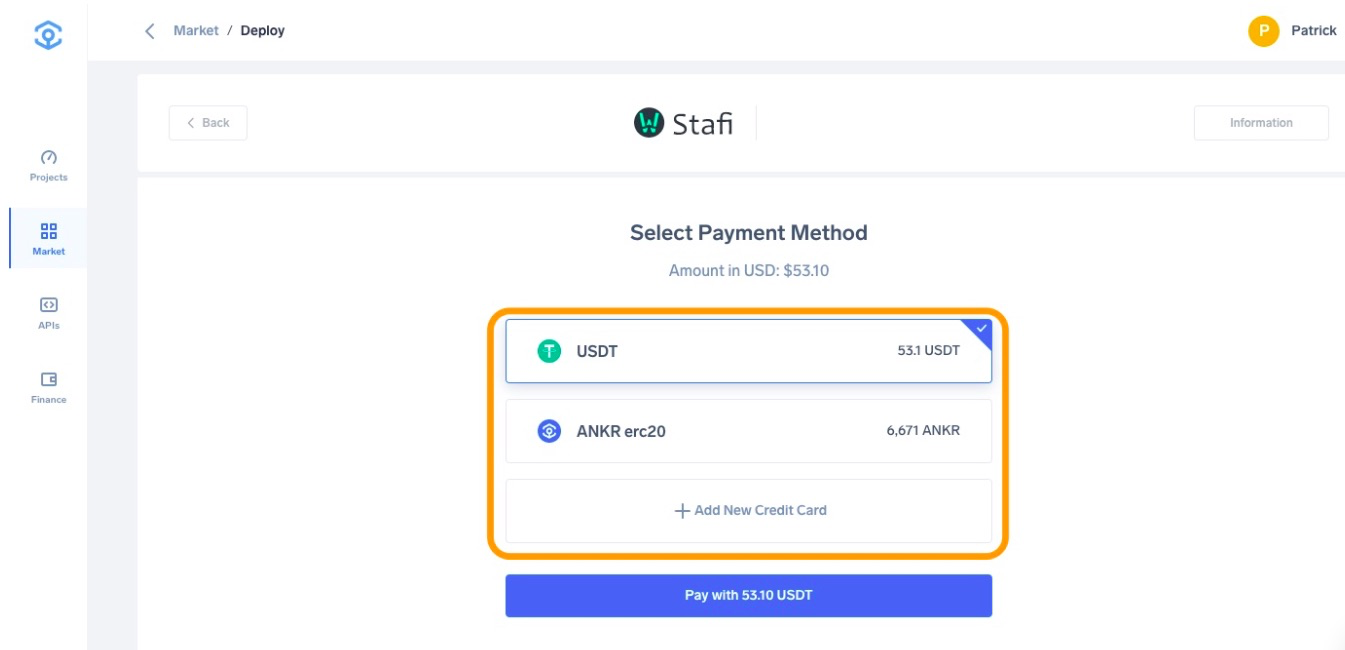 Market / Deploy
P Patrick
Back
Stafi
Information
Projects
Market
APIs
Finance
Select Payment Method
Amount in USD: $53.10
USDT 53.1 USDT
ANKR erc20 6,671 ANKR
+ Add New Credit Card
Pay with 53.10 USDT